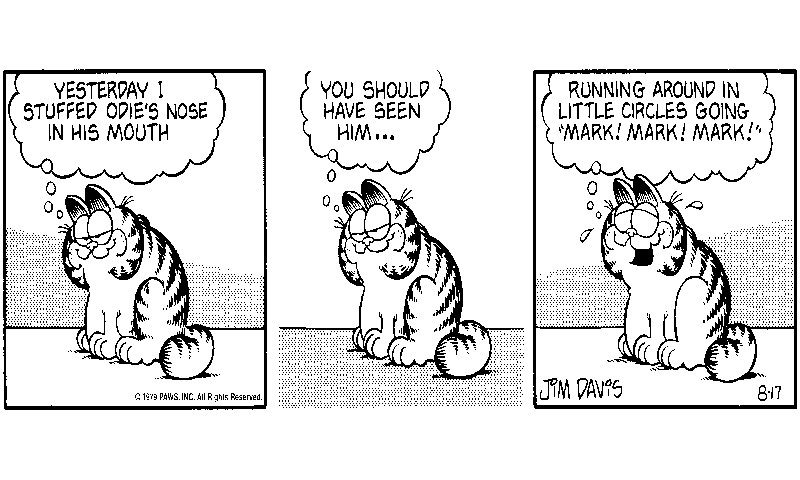 YESTERDAY I
STUFFED ODIE'S NOSE
IN HIS MOUTH
© 1979 PAWS, INC. All Rights Reserved.
YOU SHOULD
HAVE SEEN
HIM...
RUNNING AROUND IN
LITTLE CIRCLES GOING
"MARK! MARK! MARK!"
JIM DAVIS
8-17